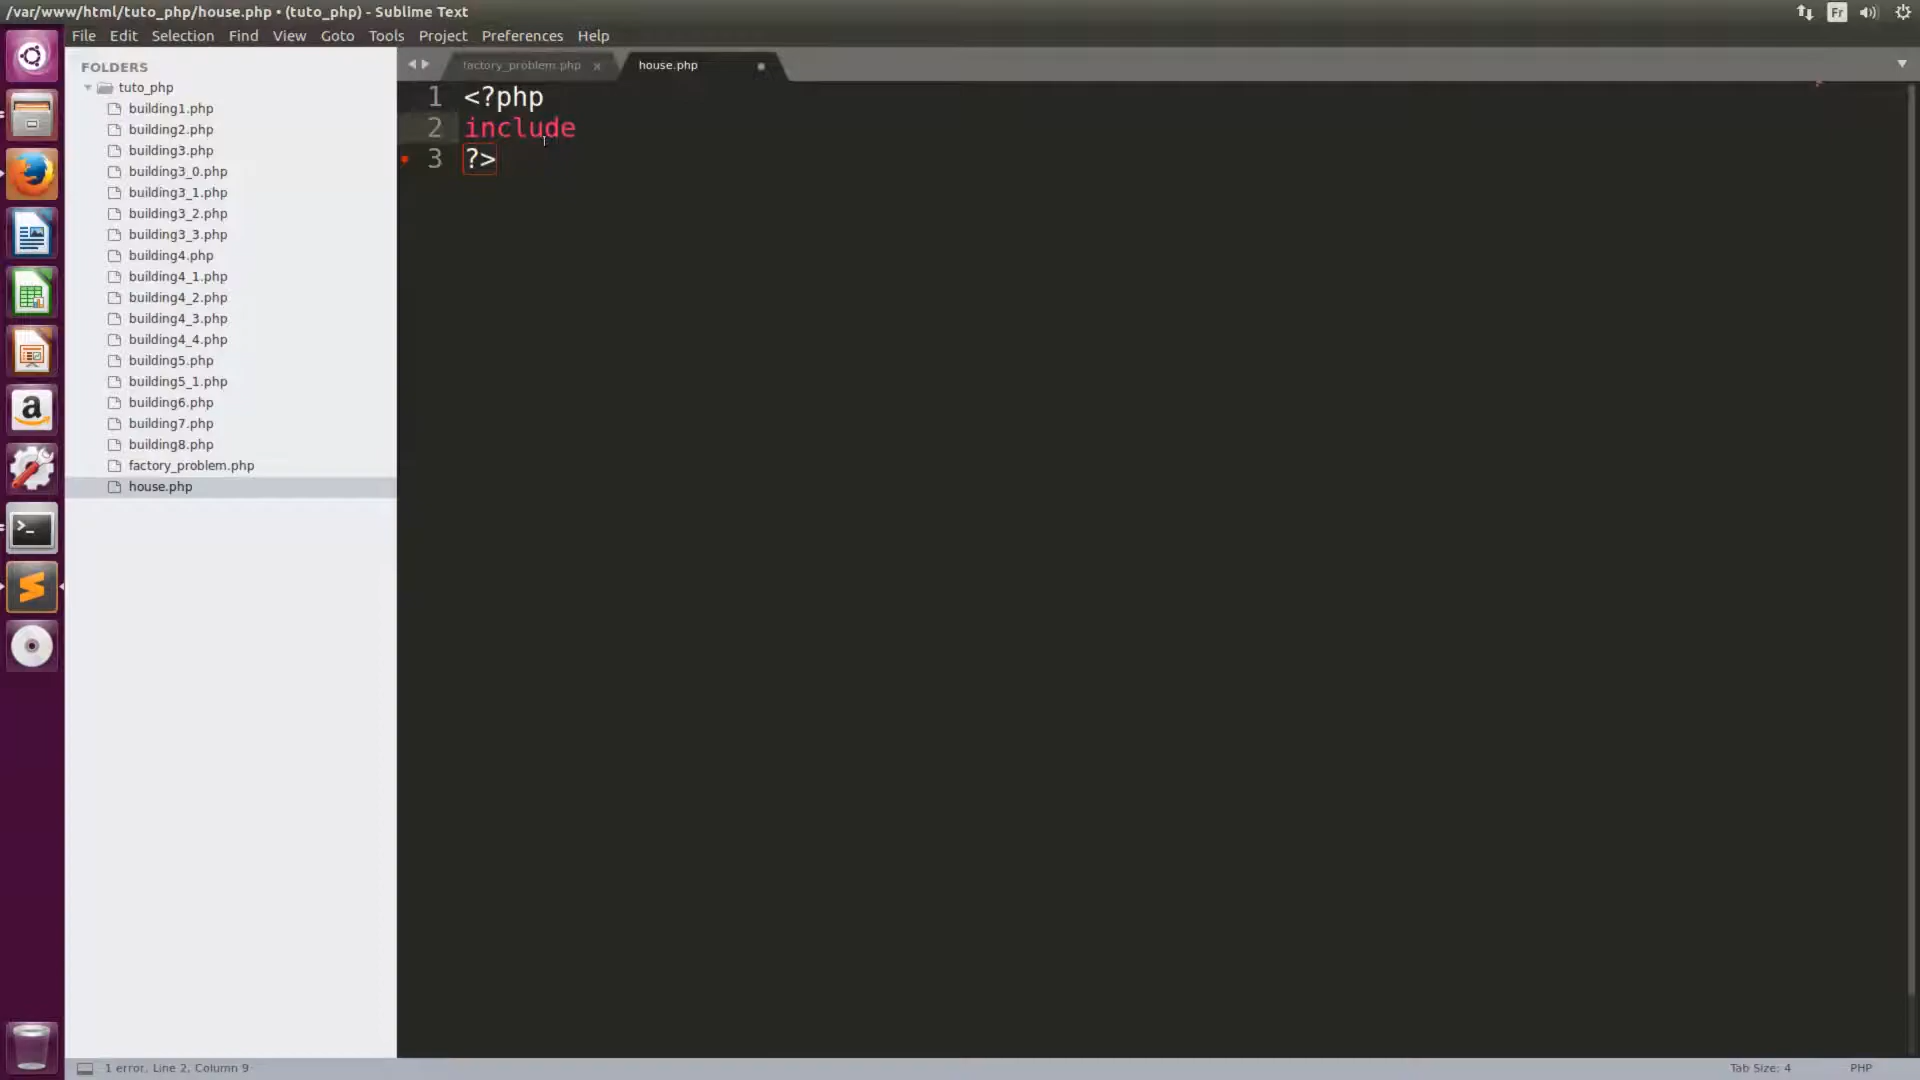 /var/www/html/tuto_php/house.php • (tuto_php) - Sublime Text
Fr
File Edit Selection Find View Goto Tools Project Preferences Help
FOLDERS
tuto_php
building1.php
building2.php
building3.php
building3_0.php
building3_1.php
building3_2.php
building3_3.php
building4.php
building4_1.php
building4_2.php
building4_3.php
building4_4.php
building5.php
building5_1.php
building6.php
building7.php
building8.php
factory_problem.php
house.php
factory_problem.php × house.php
1 <?php
2 include
3 ?>
1 error, Line 2, Column 9
Tab Size: 4 PHP